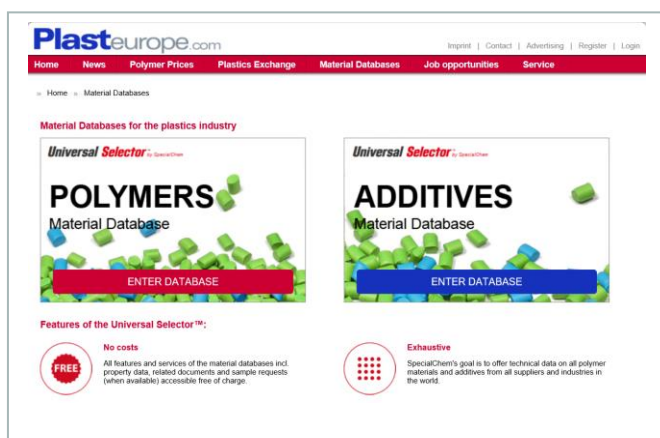 Plasteurope.com
Imprint | Contact | Advertising | Register | Login
Home News Polymer Prices Plastics Exchange Material Databases Job opportunities Service
» Home » Material Databases
Material Databases for the plastics industry
Universal Selector™ by SpecialChem
POLYMERS
Material Database
ENTER DATABASE
Universal Selector™ by SpecialChem
ADDITIVES
Material Database
ENTER DATABASE
Features of the Universal Selector™:
FREE
No costs
All features and services of the material databases incl.
property data, related documents and sample requests
(when available) accessible free of charge.
Exhaustive
SpecialChem's goal is to offer technical data on all polymer
materials and additives from all suppliers and industries in
the world.